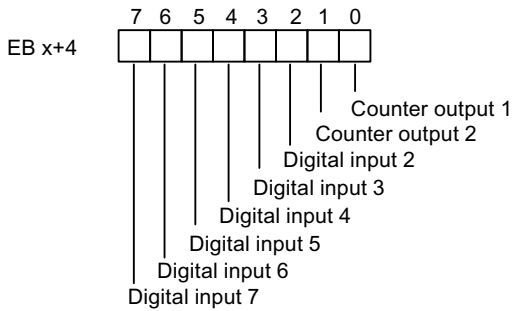 7 6 5 4 3 2 1 0
EB x+4
Counter output 1
Counter output 2
Digital input 2
Digital input 3
Digital input 4
Digital input 5
Digital input 6
Digital input 7